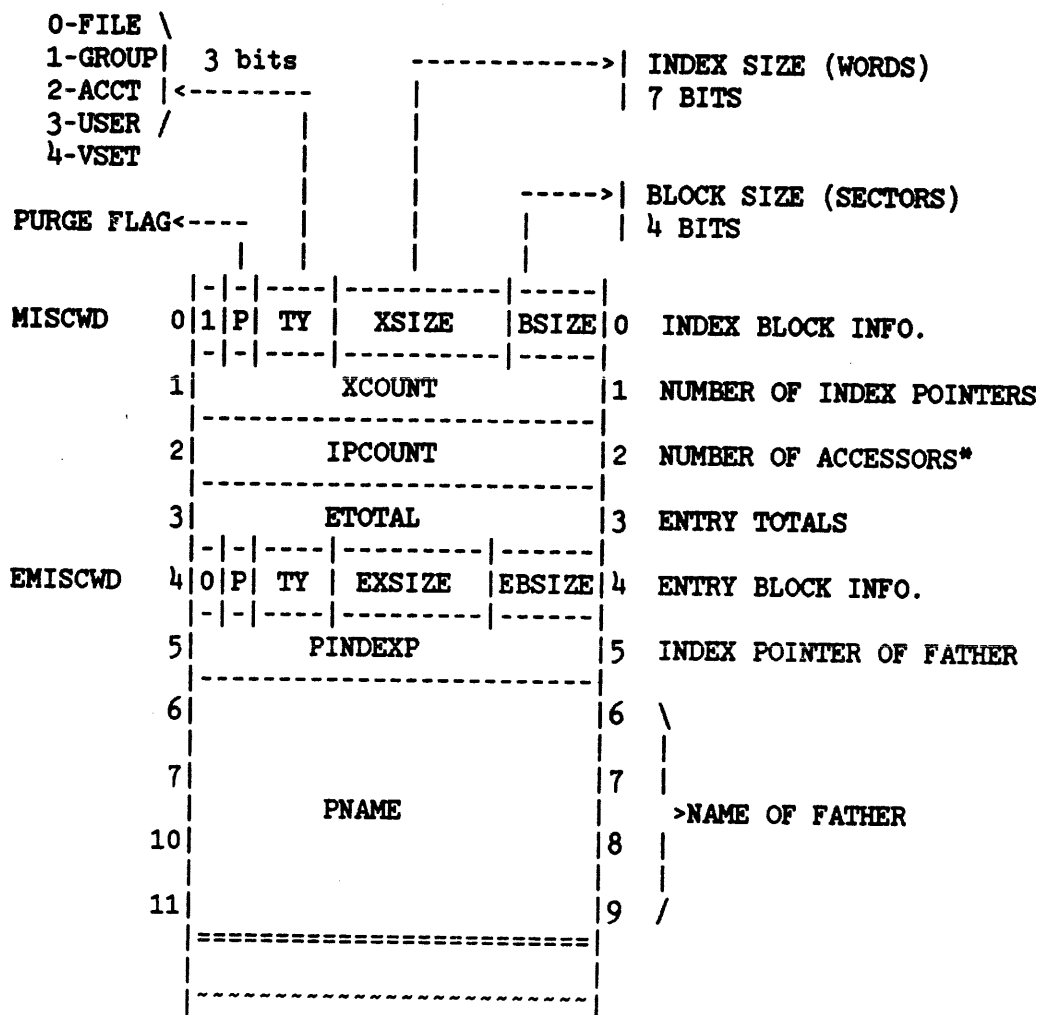 0-FILE \
1-GROUP| 3 bits ------------>| INDEX SIZE (WORDS)
2-ACCT |<-------- | | 7 BITS
3-USER / | |
4-VSET | |
| | ----->| BLOCK SIZE (SECTORS)
PURGE FLAG<---- | | | | 4 BITS
| | | |
|-|-|----|----------|-----|
MISCWD 0|1|P| TY | XSIZE |BSIZE|0 INDEX BLOCK INFO.
|-|-|----|----------|-----|
1| XCOUNT |1 NUMBER OF INDEX POINTERS
|-------------------------|
2| IPCOUNT |2 NUMBER OF ACCESSORS*
|-------------------------|
3| ETOTAL |3 ENTRY TOTALS
|-|-|----|---------|------|
EMISCWD 4|0|P| TY | EXSIZE |EBSIZE|4 ENTRY BLOCK INFO.
|-|-|----|---------|------|
5| PINDEXP |5 INDEX POINTER OF FATHER
|-------------------------|
6| |6 \
7| |7 |
| PNAME | >NAME OF FATHER
10| |8 |
11| |9 /
|=========================|
|~~~~~~~~~~~~~~~~~~~~~~~~~|